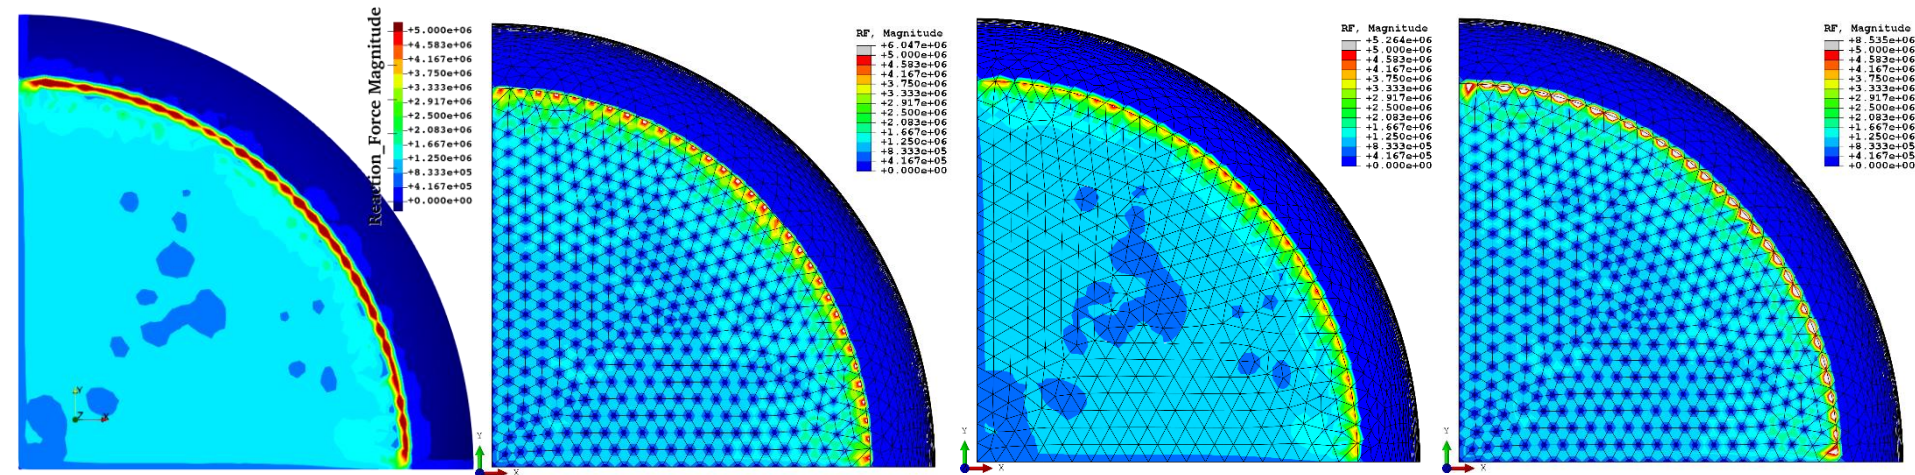 Reaction_Force Magnitude
+5.000e+06
+4.583e+06
+4.167e+06
+3.750e+06
+3.333e+06
+2.917e+06
+2.500e+06
+2.083e+06
+1.667e+06
+1.250e+06
+8.333e+05
+4.167e+05
+0.000e+00
Y
Z
X
RF, Magnitude
+6.047e+06
+5.000e+06
+4.583e+06
+4.167e+06
+3.750e+06
+3.333e+06
+2.917e+06
+2.500e+06
+2.083e+06
+1.667e+06
+1.250e+06
+8.333e+05
+4.167e+05
+0.000e+00
Y
X
RF, Magnitude
+5.264e+06
+5.000e+06
+4.583e+06
+4.167e+06
+3.750e+06
+3.333e+06
+2.917e+06
+2.500e+06
+2.083e+06
+1.667e+06
+1.250e+06
+8.333e+05
+4.167e+05
+0.000e+00
Y
X
RF, Magnitude
+8.535e+06
+5.000e+06
+4.583e+06
+4.167e+06
+3.750e+06
+3.333e+06
+2.917e+06
+2.500e+06
+2.083e+06
+1.667e+06
+1.250e+06
+8.333e+05
+4.167e+05
+0.000e+00
Y
X